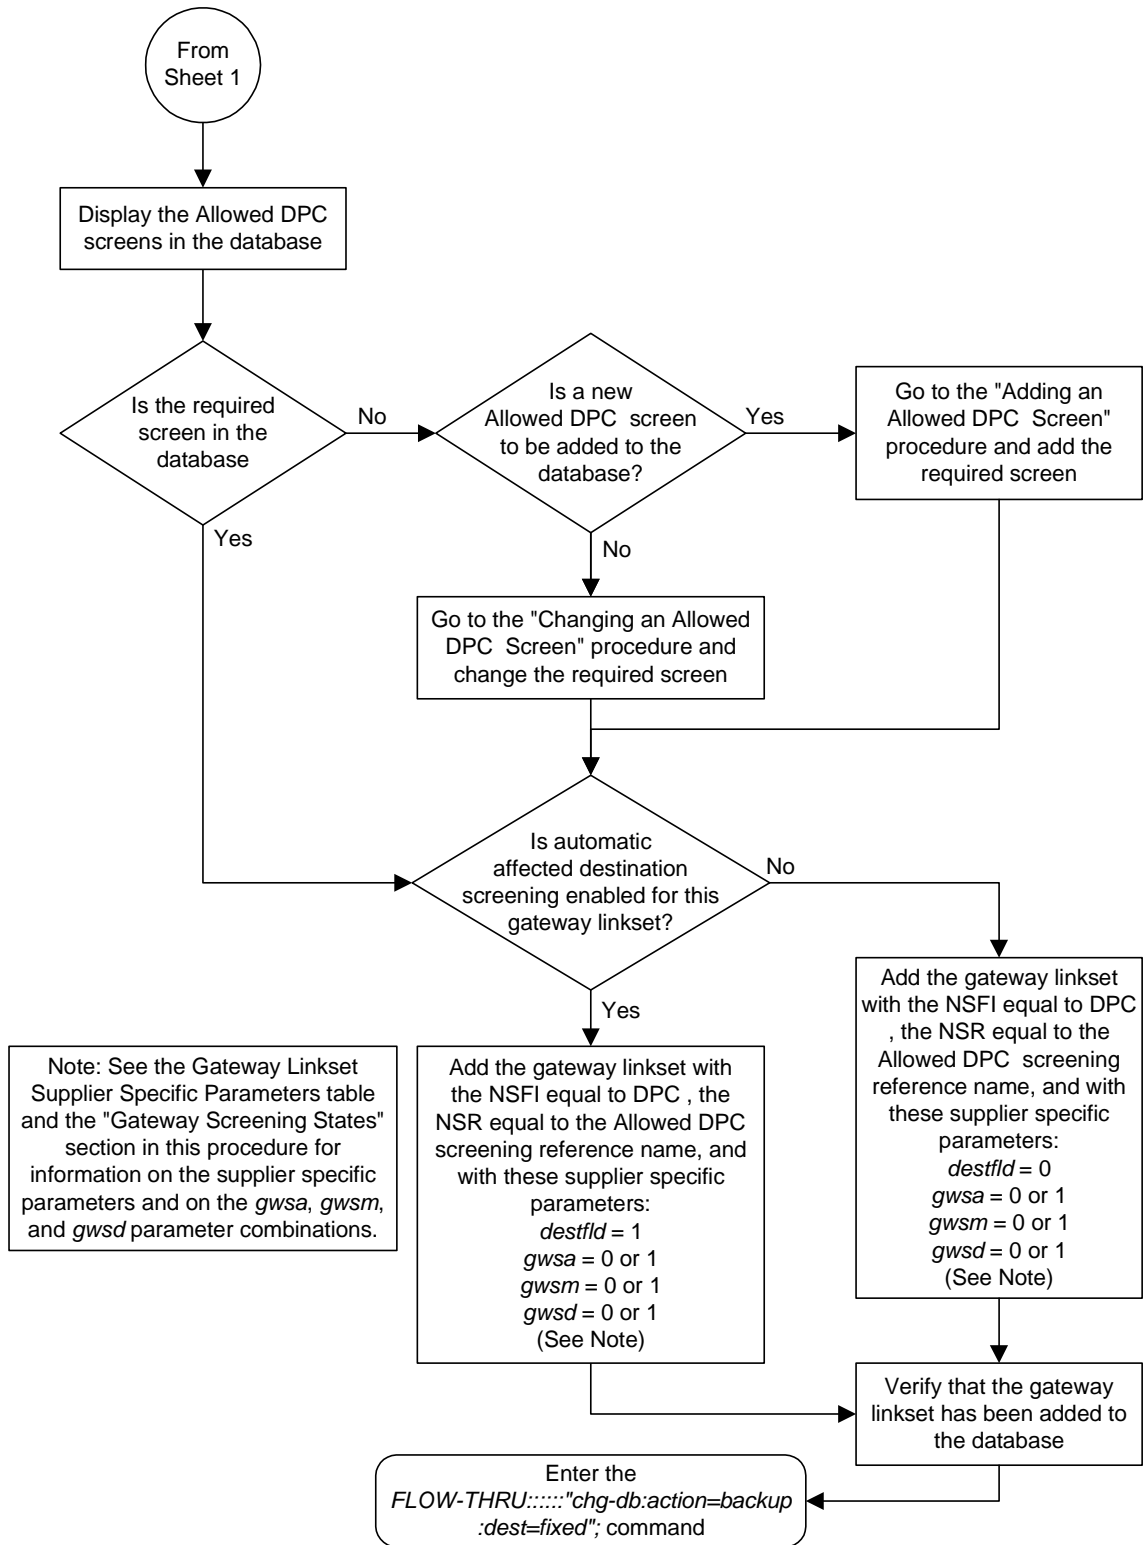 From
Sheet 1
Display the Allowed DPC
screens in the database
Is the required
screen in the
database
No
Yes
Is a new
Allowed DPC screen
to be added to the
database?
Yes
No
Go to the "Adding an
Allowed DPC Screen"
procedure and add the
required screen
Go to the "Changing an Allowed
DPC Screen" procedure and
change the required screen
Is automatic
affected destination
screening enabled for this
gateway linkset?
No
Yes
Note: See the Gateway Linkset
Supplier Specific Parameters table
and the "Gateway Screening States"
section in this procedure for
information on the supplier specific
parameters and on the gwsa, gwsm,
and gwsd parameter combinations.
Add the gateway linkset with
the NSFI equal to DPC , the
NSR equal to the Allowed DPC
screening reference name, and
with these supplier specific
parameters:
destfld = 1
gwsa = 0 or 1
gwsm = 0 or 1
gwsd = 0 or 1
(See Note)
Add the gateway linkset
with the NSFI equal to DPC
, the NSR equal to the
Allowed DPC screening
reference name, and with
these supplier specific
parameters:
destfld = 0
gwsa = 0 or 1
gwsm = 0 or 1
gwsd = 0 or 1
(See Note)
Verify that the gateway
linkset has been added to
the database
Enter the
FLOW-THRU::::::"chg-db:action=backup
:dest=fixed"; command